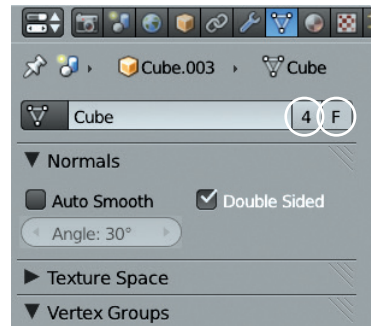 Cube.003 Cube
Cube 4 F
Normals
Auto Smooth Double Sided
Angle: 30°
Texture Space
Vertex Groups